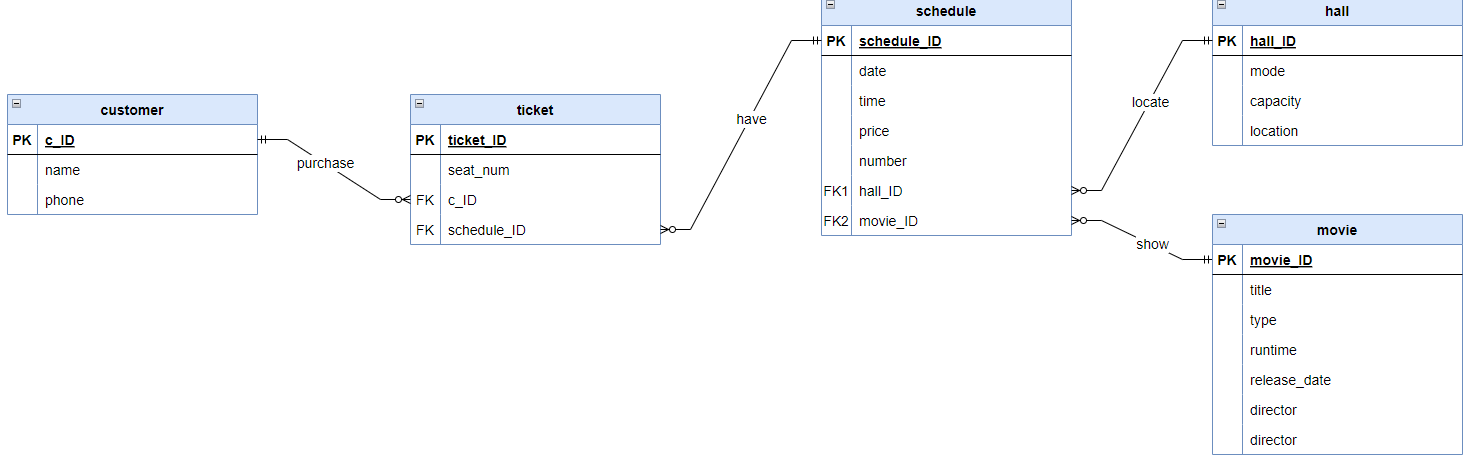 customer
PK c_ID
name
phone
purchase
ticket
PK ticket_ID
seat_num
FK c_ID
FK schedule_ID
have
schedule
PK schedule_ID
date
time
price
number
FK1 hall_ID
FK2 movie_ID
locate
show
hall
PK hall_ID
mode
capacity
location
movie
PK movie_ID
title
type
runtime
release_date
director
director